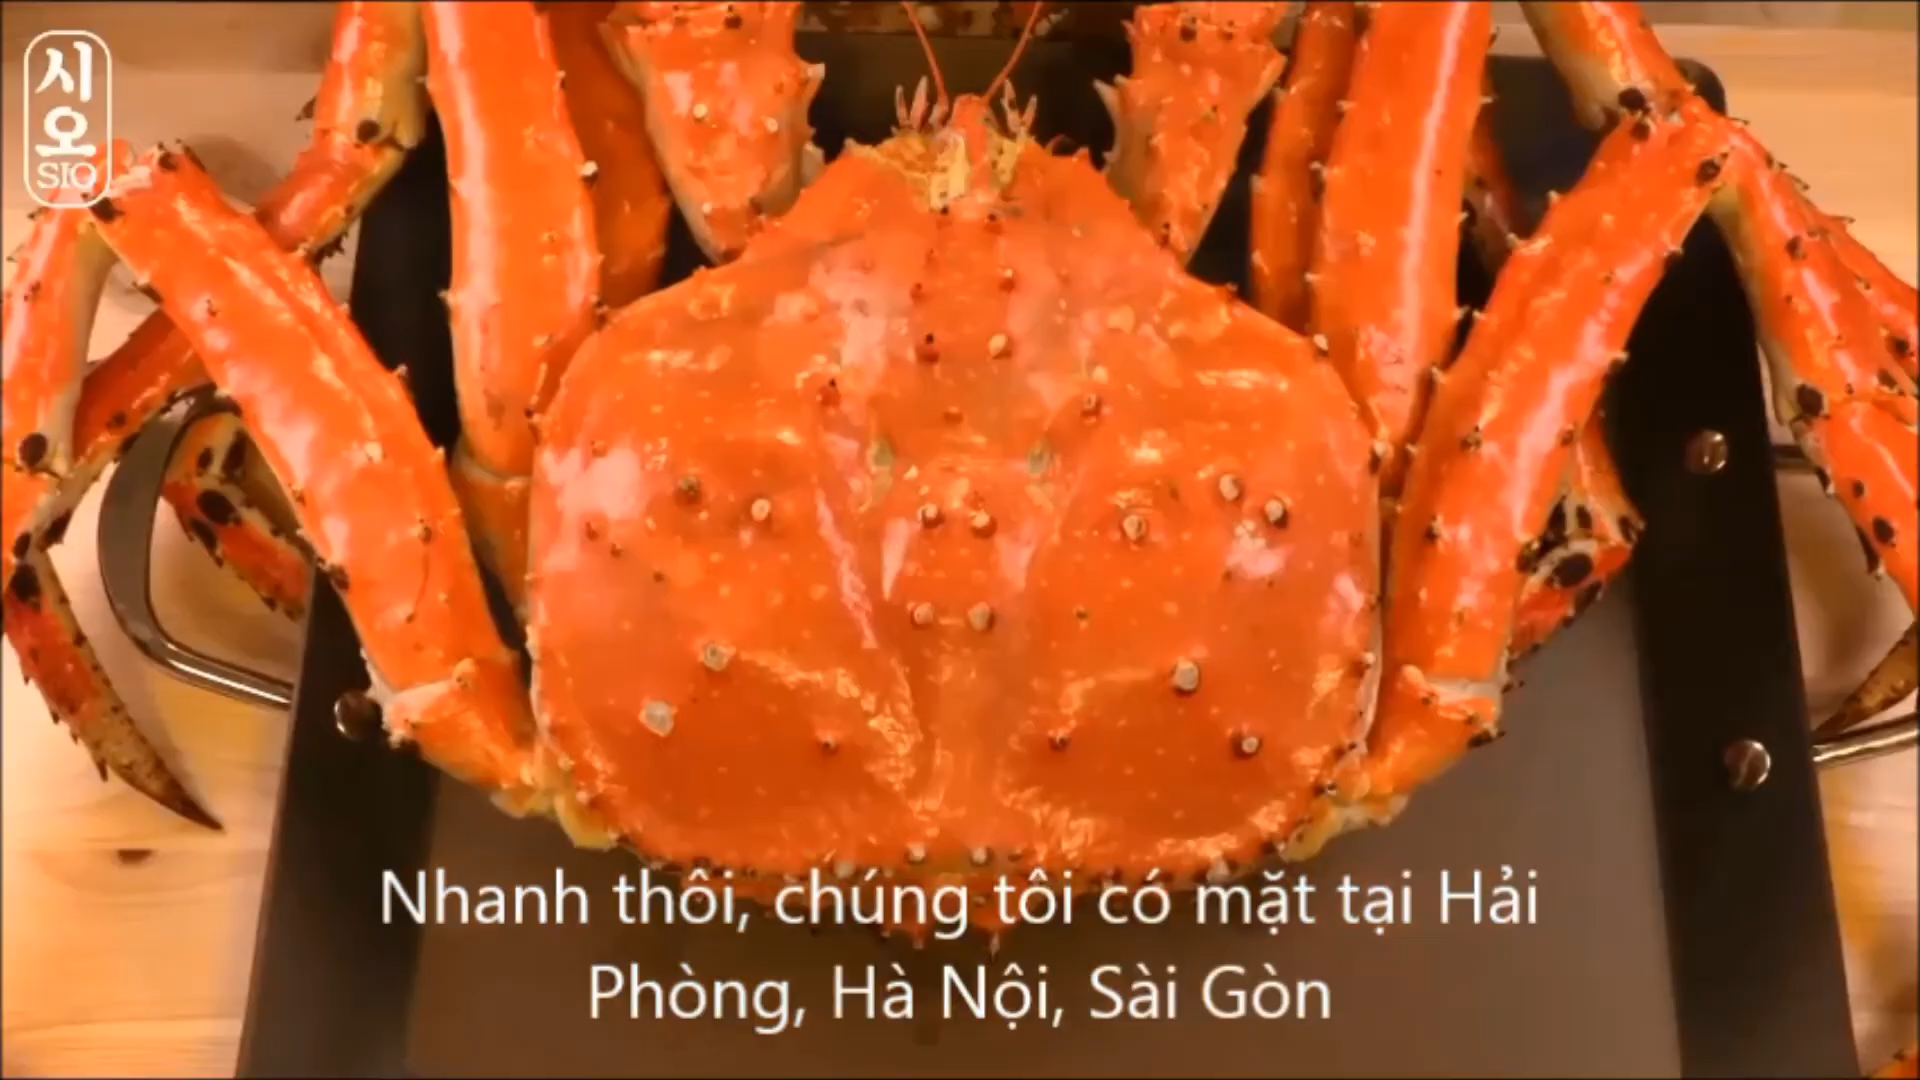 시
오
SIO
Nhanh thôi, chúng tôi có mặt tại Hải
Phòng, Hà Nội, Sài Gòn